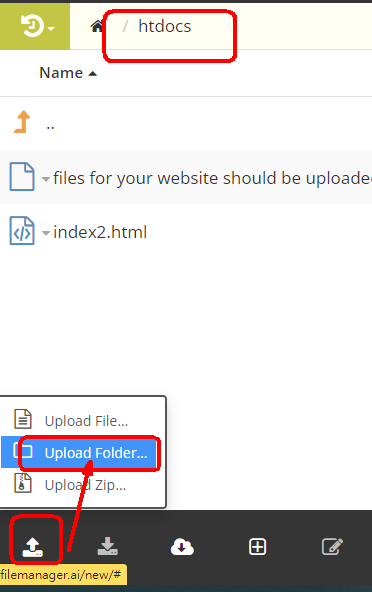 / htdocs
Name
..
files for your website should be uploade
index2.html
Upload File...
Upload Folder...
Upload Zip...
filemanager.ai/new/#